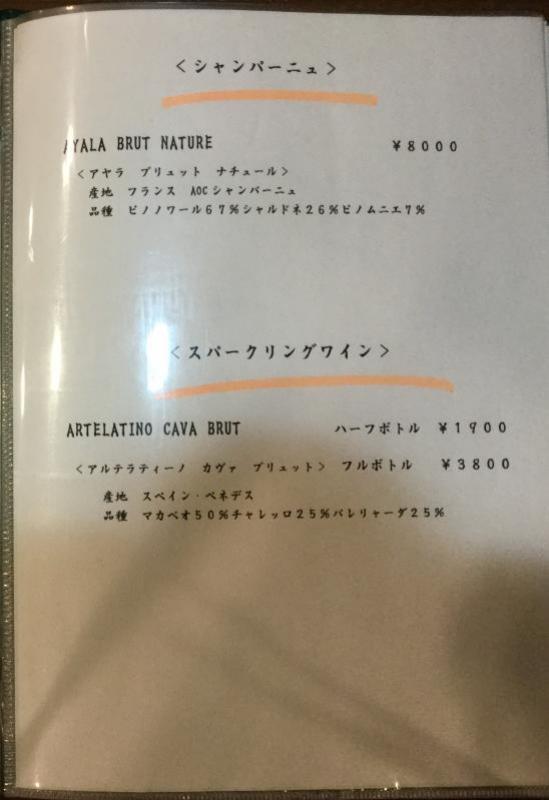 <シャンパーニュ>
AYALA BRUT NATURE ¥8000
<アヤラ ブリュット ナチュール>
産地 フランス AOCシャンパーニュ
品種 ピノノワール67%シャルドネ26%ピノムニエ7%
<スパークリングワイン>
ARTELATINO CAVA BRUT ハーフボトル ¥1900
<アルテラティーノ カヴァ ブリュット> フルボトル ¥3800
産地 スペイン・ペネデス
品種 マカベオ50%チャレッロ25%パレリャーダ25%